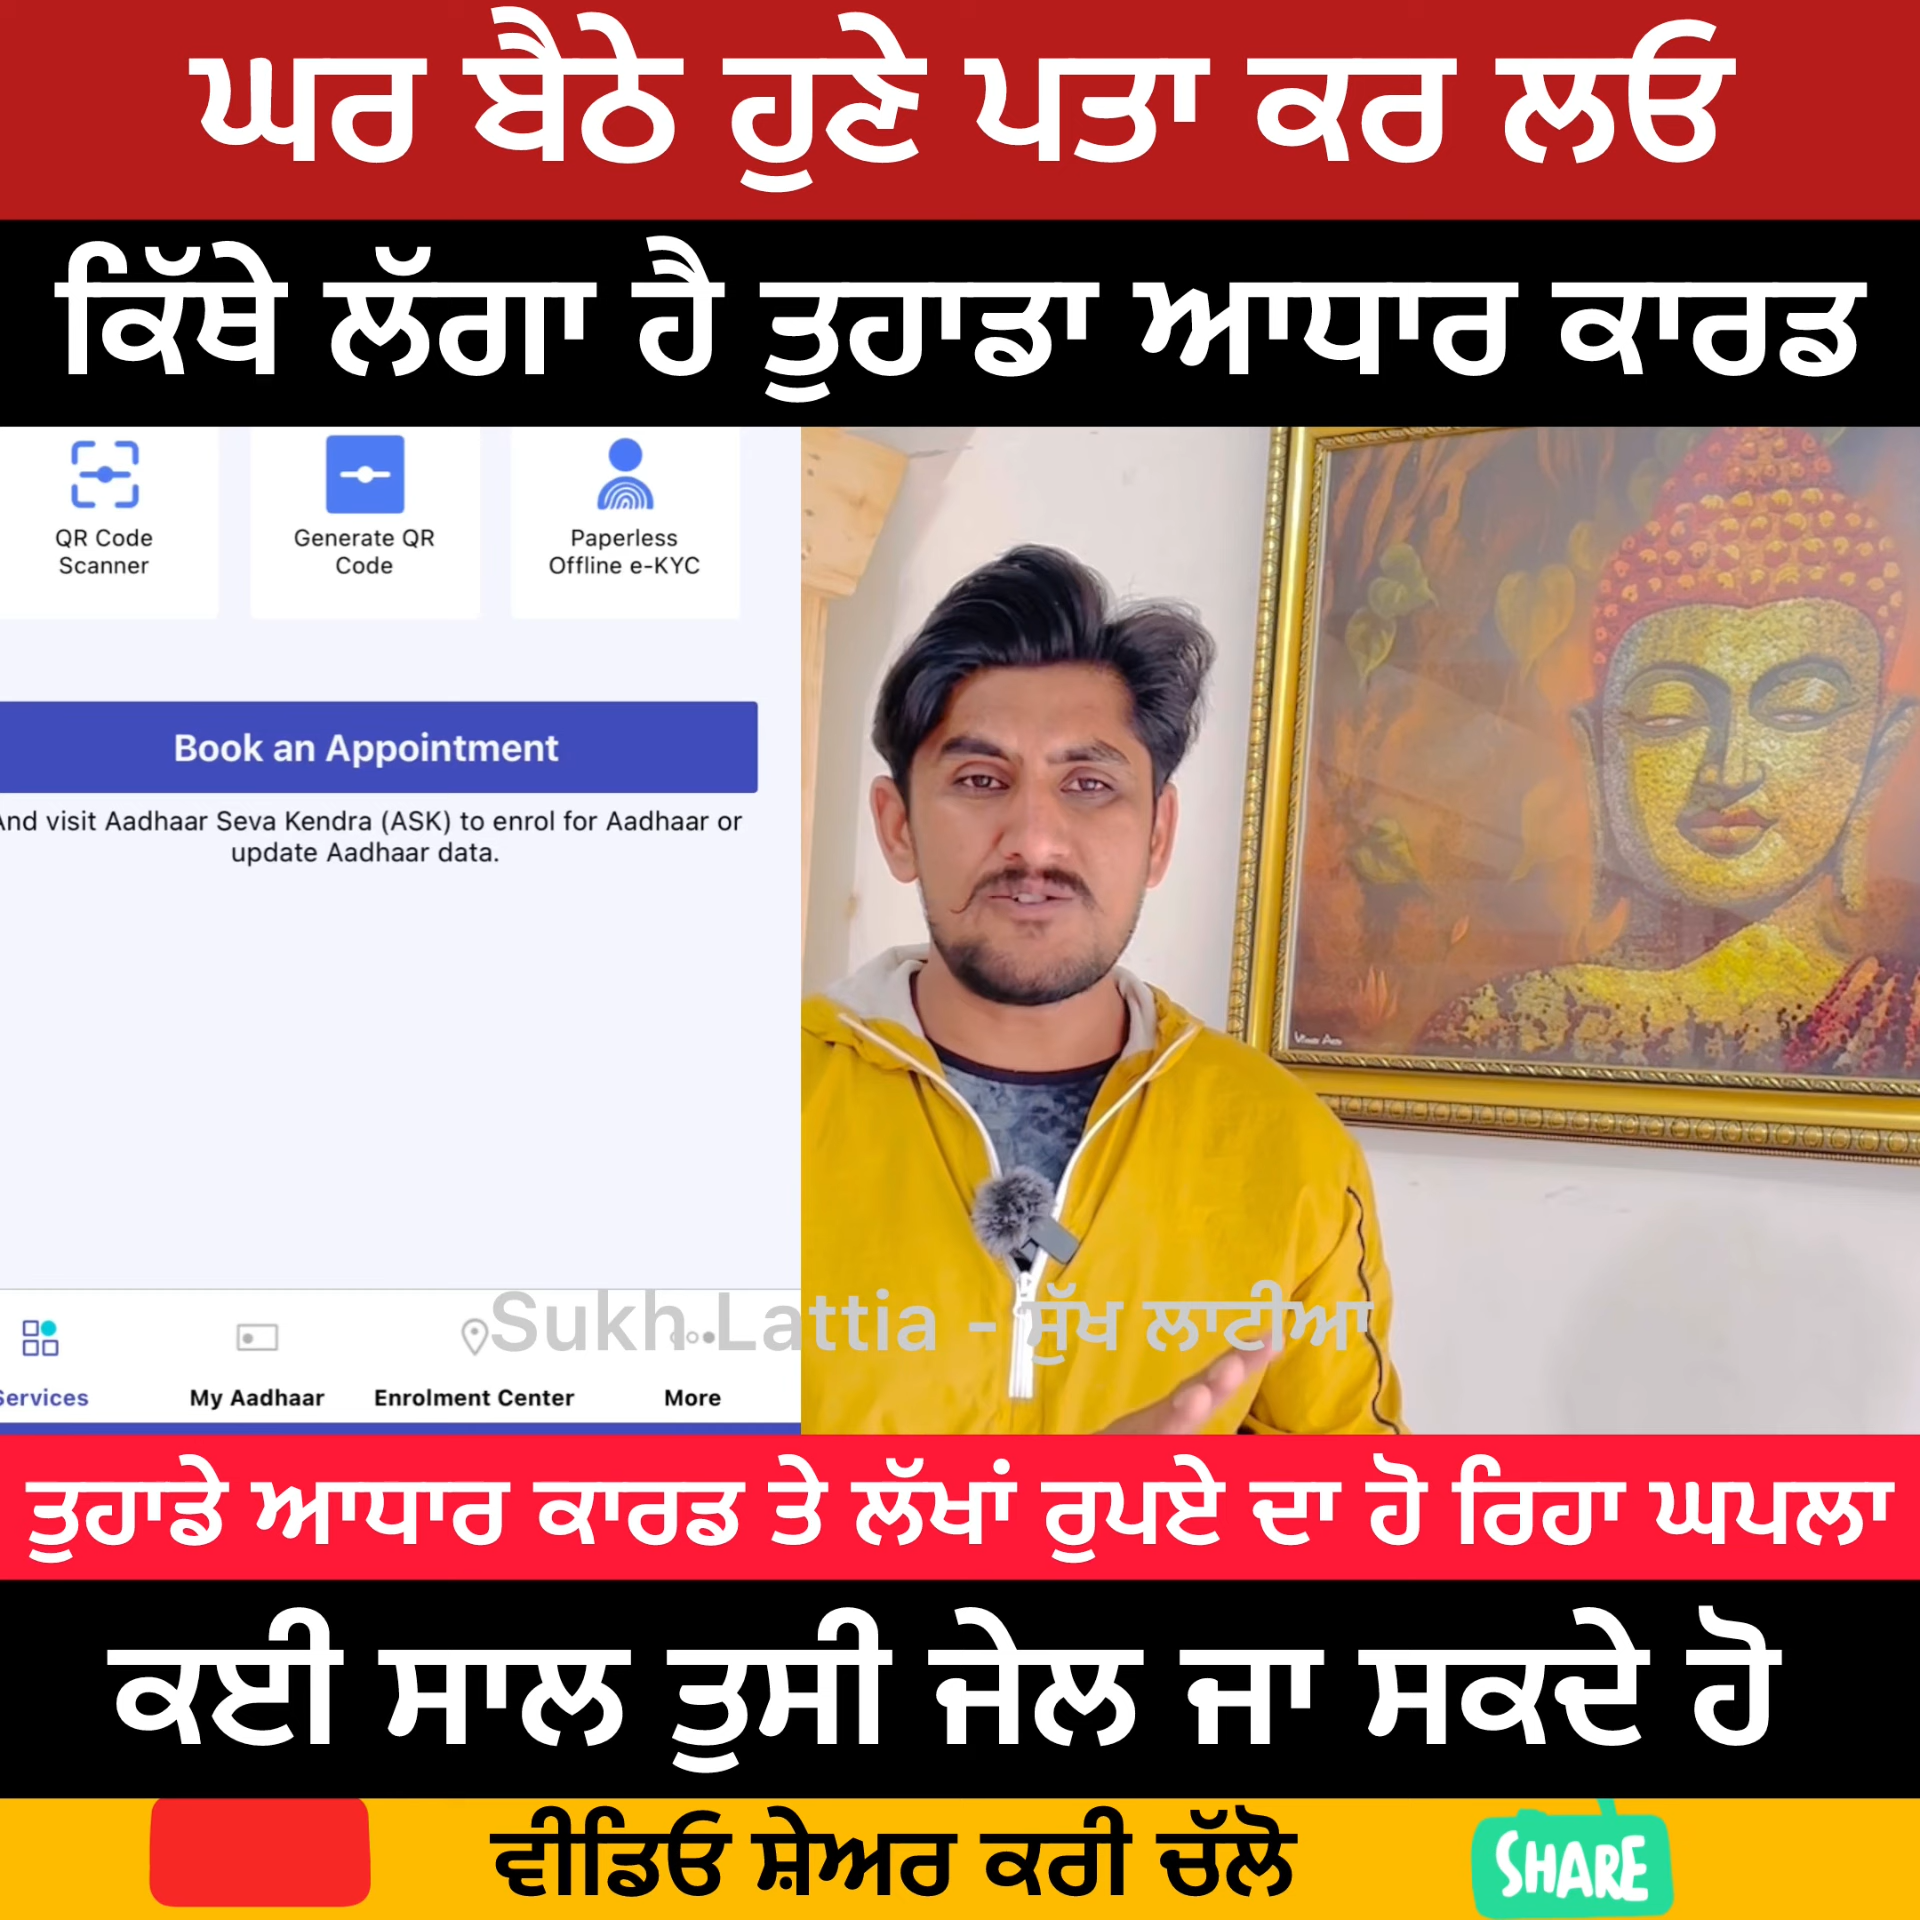 ਘਰ ਬੈਠੇ ਹੁਣੇ ਪਤਾ ਕਰ ਲਓ
ਕਿੱਥੇ ਲੱਗਾ ਹੈ ਤੁਹਾਡਾ ਆਧਾਰ ਕਾਰਡ
QR Code
Scanner
Generate QR
Code
Paperless
Offline e-KYC
Book an Appointment
And visit Aadhaar Seva Kendra (ASK) to enrol for Aadhaar or
update Aadhaar data.
Sukh Lattia - ਸੁੱਖ ਲਾਟੀਆ
Services
My Aadhaar
Enrolment Center
More
ਤੁਹਾਡੇ ਆਧਾਰ ਕਾਰਡ ਤੇ ਲੱਖਾਂ ਰੁਪਏ ਦਾ ਹੋ ਰਿਹਾ ਘਪਲਾ
ਕਈ ਸਾਲ ਤੁਸੀ ਜੇਲ ਜਾ ਸਕਦੇ ਹੋ
ਵੀਡਿਓ ਸ਼ੇਅਰ ਕਰੀ ਚੱਲੋ
SHARE